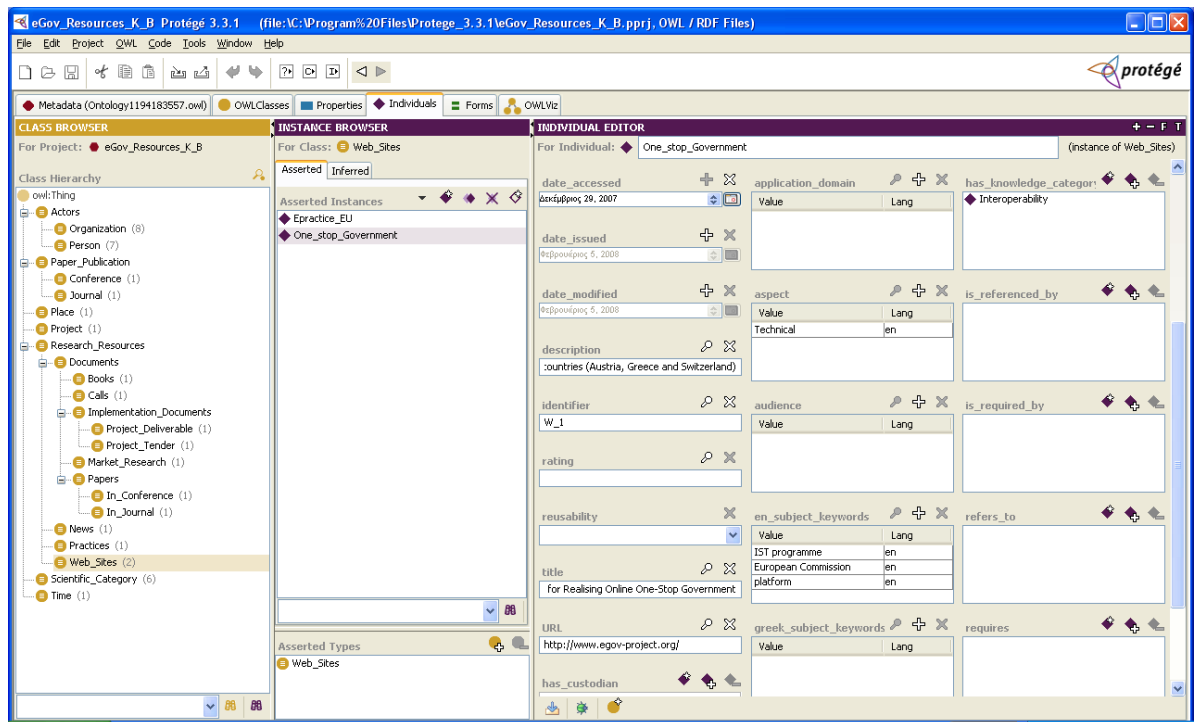 eGov_Resources_K_B Protégé 3.3.1 (file:\C:\Program%20Files\Protege_3.3.1\eGov_Resources_K_B.pprj, OWL / RDF Files)
File Edit Project OWL Code Tools Window Help
protégé
Metadata (Ontology1194183557.owl) OWLClasses Properties Individuals Forms OWLViz
CLASS BROWSER
For Project: eGov_Resources_K_B
Class Hierarchy
owl:Thing
Actors
Organization (8)
Person (7)
Paper_Publication
Conference (1)
Journal (1)
Place (1)
Project (1)
Research_Resources
Documents
Books (1)
Calls (1)
Implementation_Documents
Project_Deliverable (1)
Project_Tender (1)
Market_Research (1)
Papers
In_Conference (1)
In_Journal (1)
News (1)
Practices (1)
Web_Sites (2)
Scientific_Category (6)
Time (1)
INSTANCE BROWSER
For Class: Web_Sites
Asserted Inferred
Asserted Instances
Epractice_EU
One_stop_Government
Asserted Types
Web_Sites
INDIVIDUAL EDITOR + − F T
For Individual: One_stop_Government (instance of Web_Sites)
date_accessed
Δεκέμβριος 29, 2007
date_issued
Φεβρουάριος 5, 2008
date_modified
Φεβρουάριος 5, 2008
description
countries (Austria, Greece and Switzerland)
identifier
W_1
rating
reusability
title
for Realising Online One-Stop Government
URL
http://www.egov-project.org/
has_custodian
application_domain
Value Lang
aspect
Value Lang
Technical en
audience
Value Lang
en_subject_keywords
Value Lang
IST programme en
European Commission en
platform en
greek_subject_keywords
Value Lang
has_knowledge_category
Interoperability
is_referenced_by
is_required_by
refers_to
requires